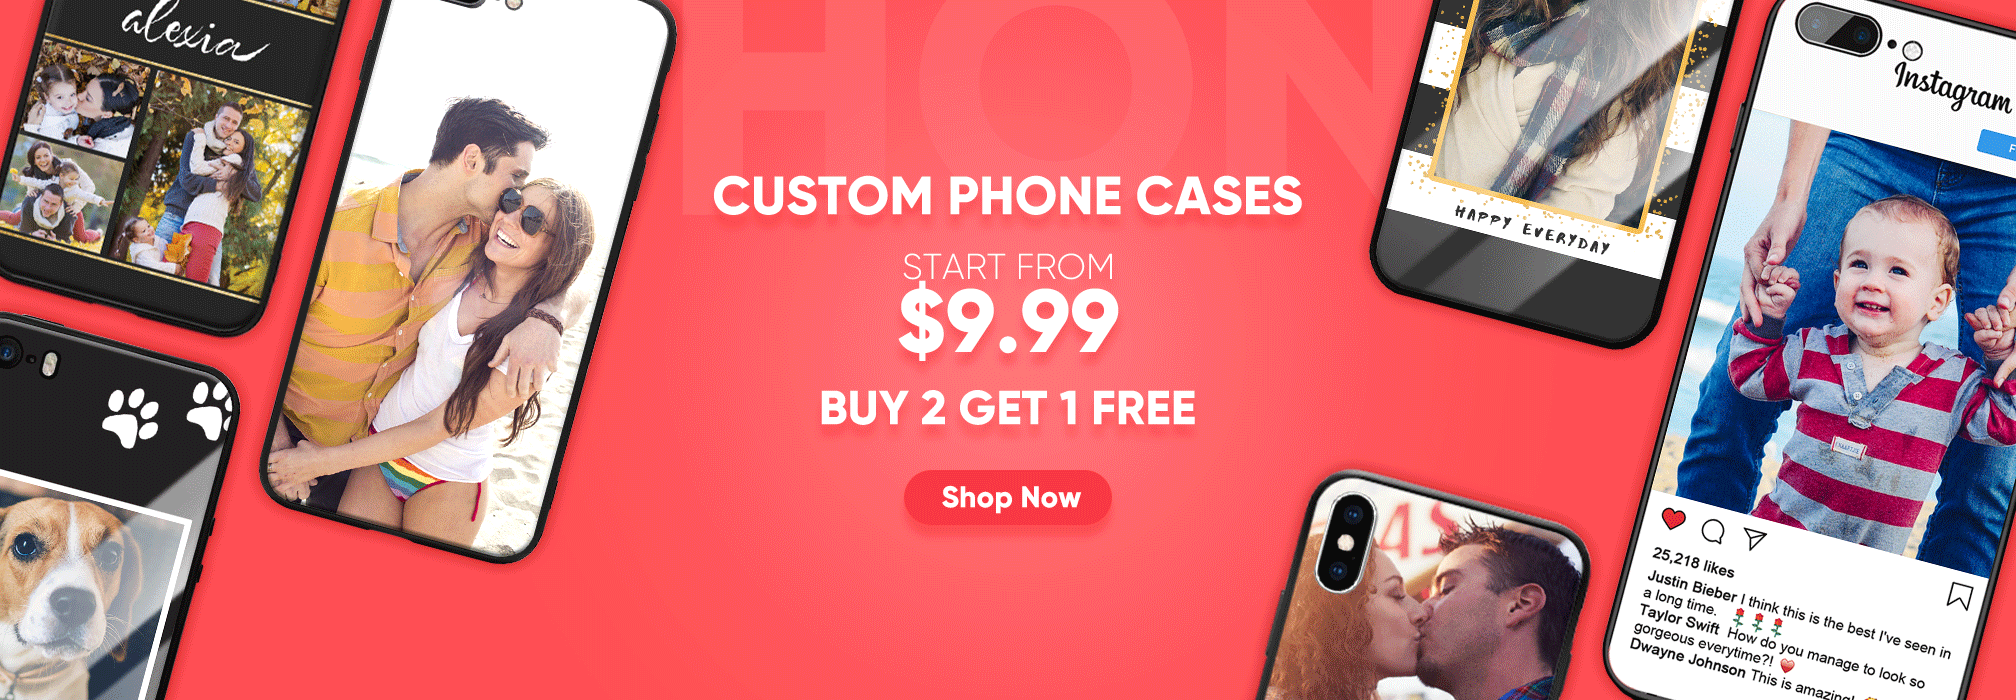 alexia
HON
CUSTOM PHONE CASES
START FROM
$9.99
BUY 2 GET 1 FREE
Shop Now
HAPPY EVERYDAY
Instagram
F
25,218 likes
Justin Bieber I think this is the best I've seen in
a long time. 🌹🌹🌹
Taylor Swift How do you manage to look so
gorgeous everytime?! 💗
Dwayne Johnson This is amazing!